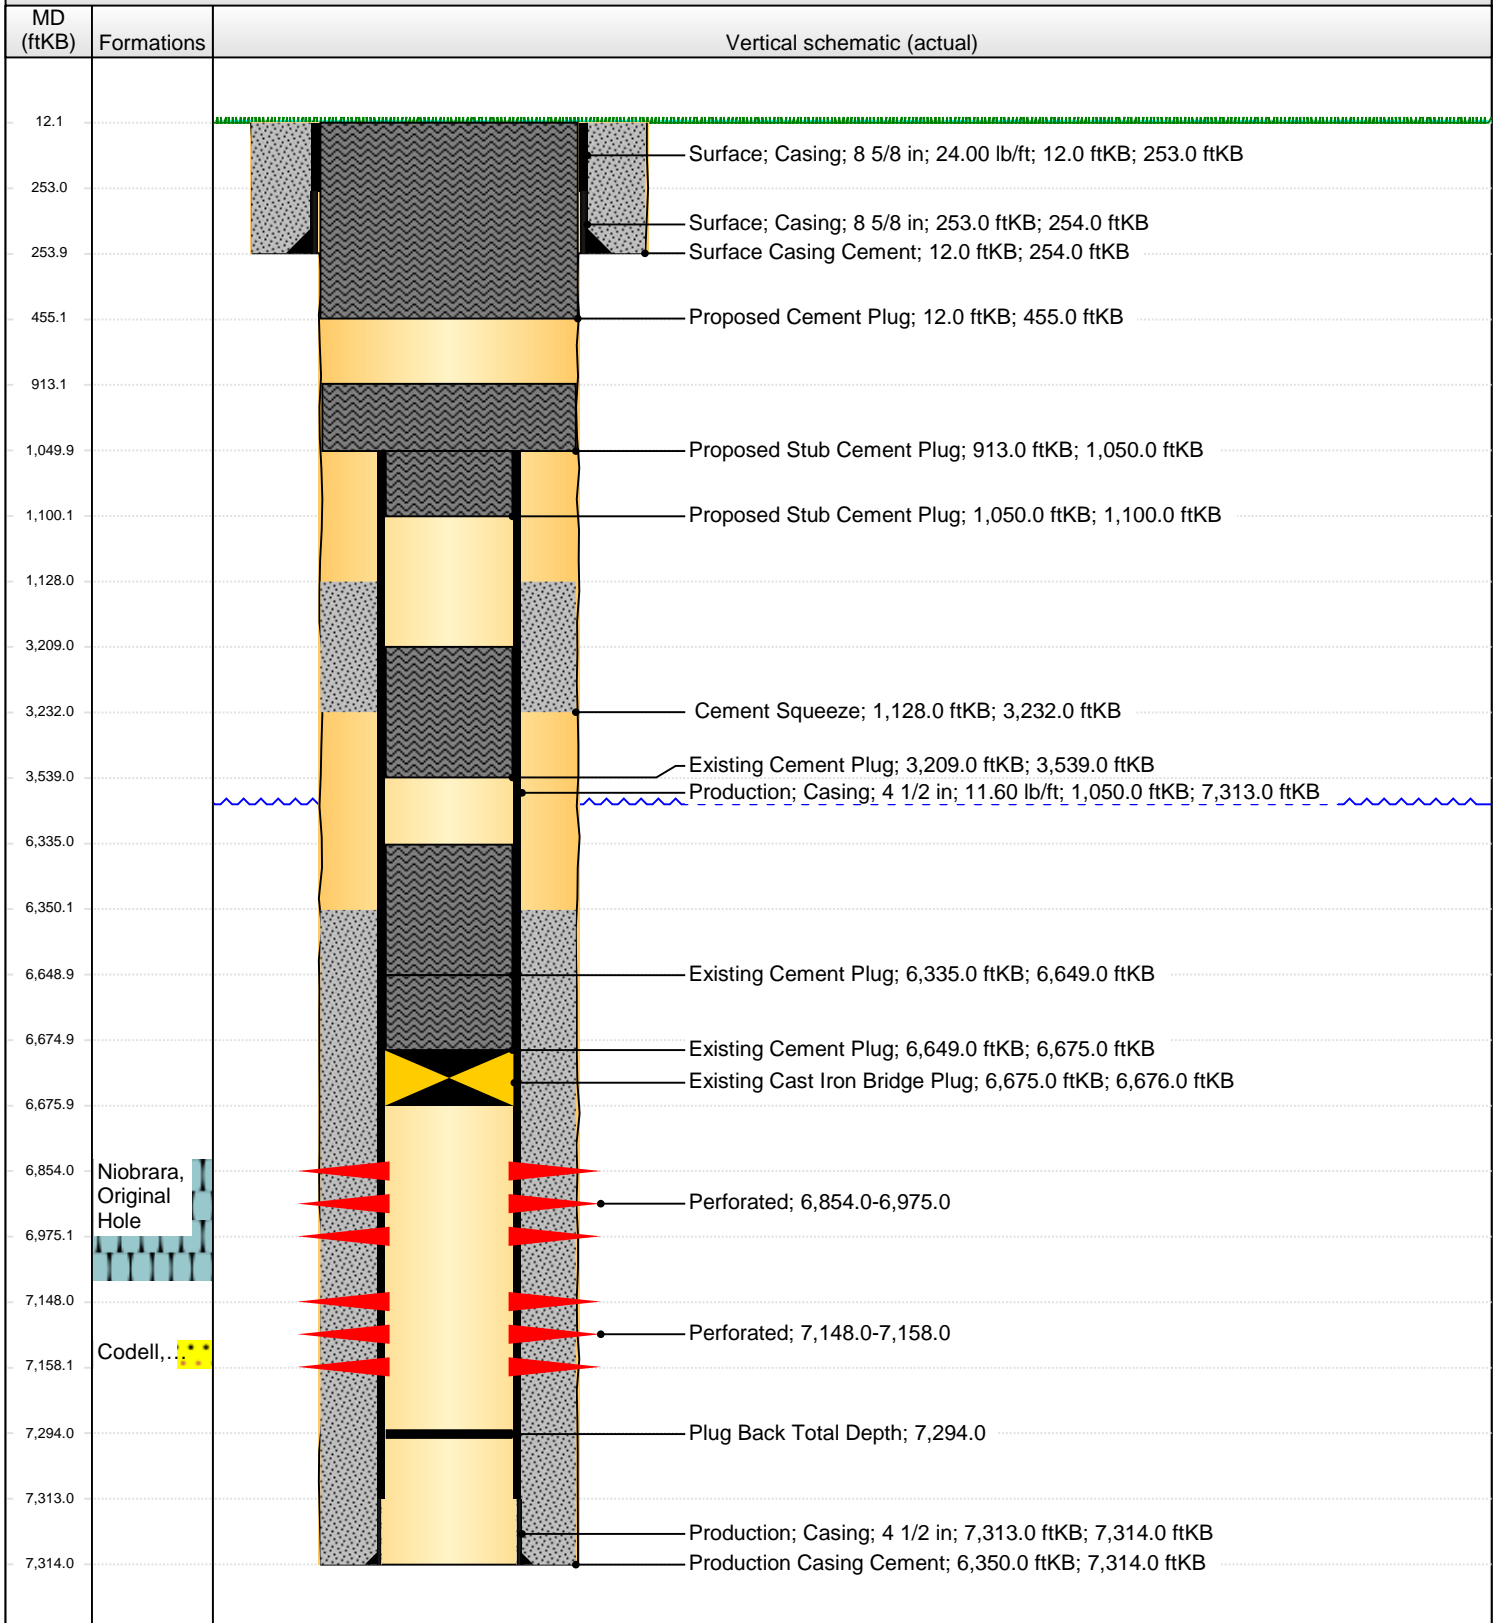 MD
(ftKB)
Formations
Vertical schematic (actual)
12.1
Surface; Casing; 8 5/8 in; 24.00 lb/ft; 12.0 ftKB; 253.0 ftKB
253.0
Surface; Casing; 8 5/8 in; 253.0 ftKB; 254.0 ftKB
253.9
Surface Casing Cement; 12.0 ftKB; 254.0 ftKB
455.1
Proposed Cement Plug; 12.0 ftKB; 455.0 ftKB
913.1
1,049.9
Proposed Stub Cement Plug; 913.0 ftKB; 1,050.0 ftKB
1,100.1
Proposed Stub Cement Plug; 1,050.0 ftKB; 1,100.0 ftKB
1,128.0
3,209.0
3,232.0
Cement Squeeze; 1,128.0 ftKB; 3,232.0 ftKB
Existing Cement Plug; 3,209.0 ftKB; 3,539.0 ftKB
3,539.0
Production; Casing; 4 1/2 in; 11.60 lb/ft; 1,050.0 ftKB; 7,313.0 ftKB
6,335.0
6,350.1
6,648.9
Existing Cement Plug; 6,335.0 ftKB; 6,649.0 ftKB
6,674.9
Existing Cement Plug; 6,649.0 ftKB; 6,675.0 ftKB
Existing Cast Iron Bridge Plug; 6,675.0 ftKB; 6,676.0 ftKB
6,675.9
6,854.0
Niobrara,
Original
Hole
Perforated; 6,854.0-6,975.0
6,975.1
7,148.0
Perforated; 7,148.0-7,158.0
Codell,...
7,158.1
7,294.0
Plug Back Total Depth; 7,294.0
7,313.0
Production; Casing; 4 1/2 in; 7,313.0 ftKB; 7,314.0 ftKB
7,314.0
Production Casing Cement; 6,350.0 ftKB; 7,314.0 ftKB